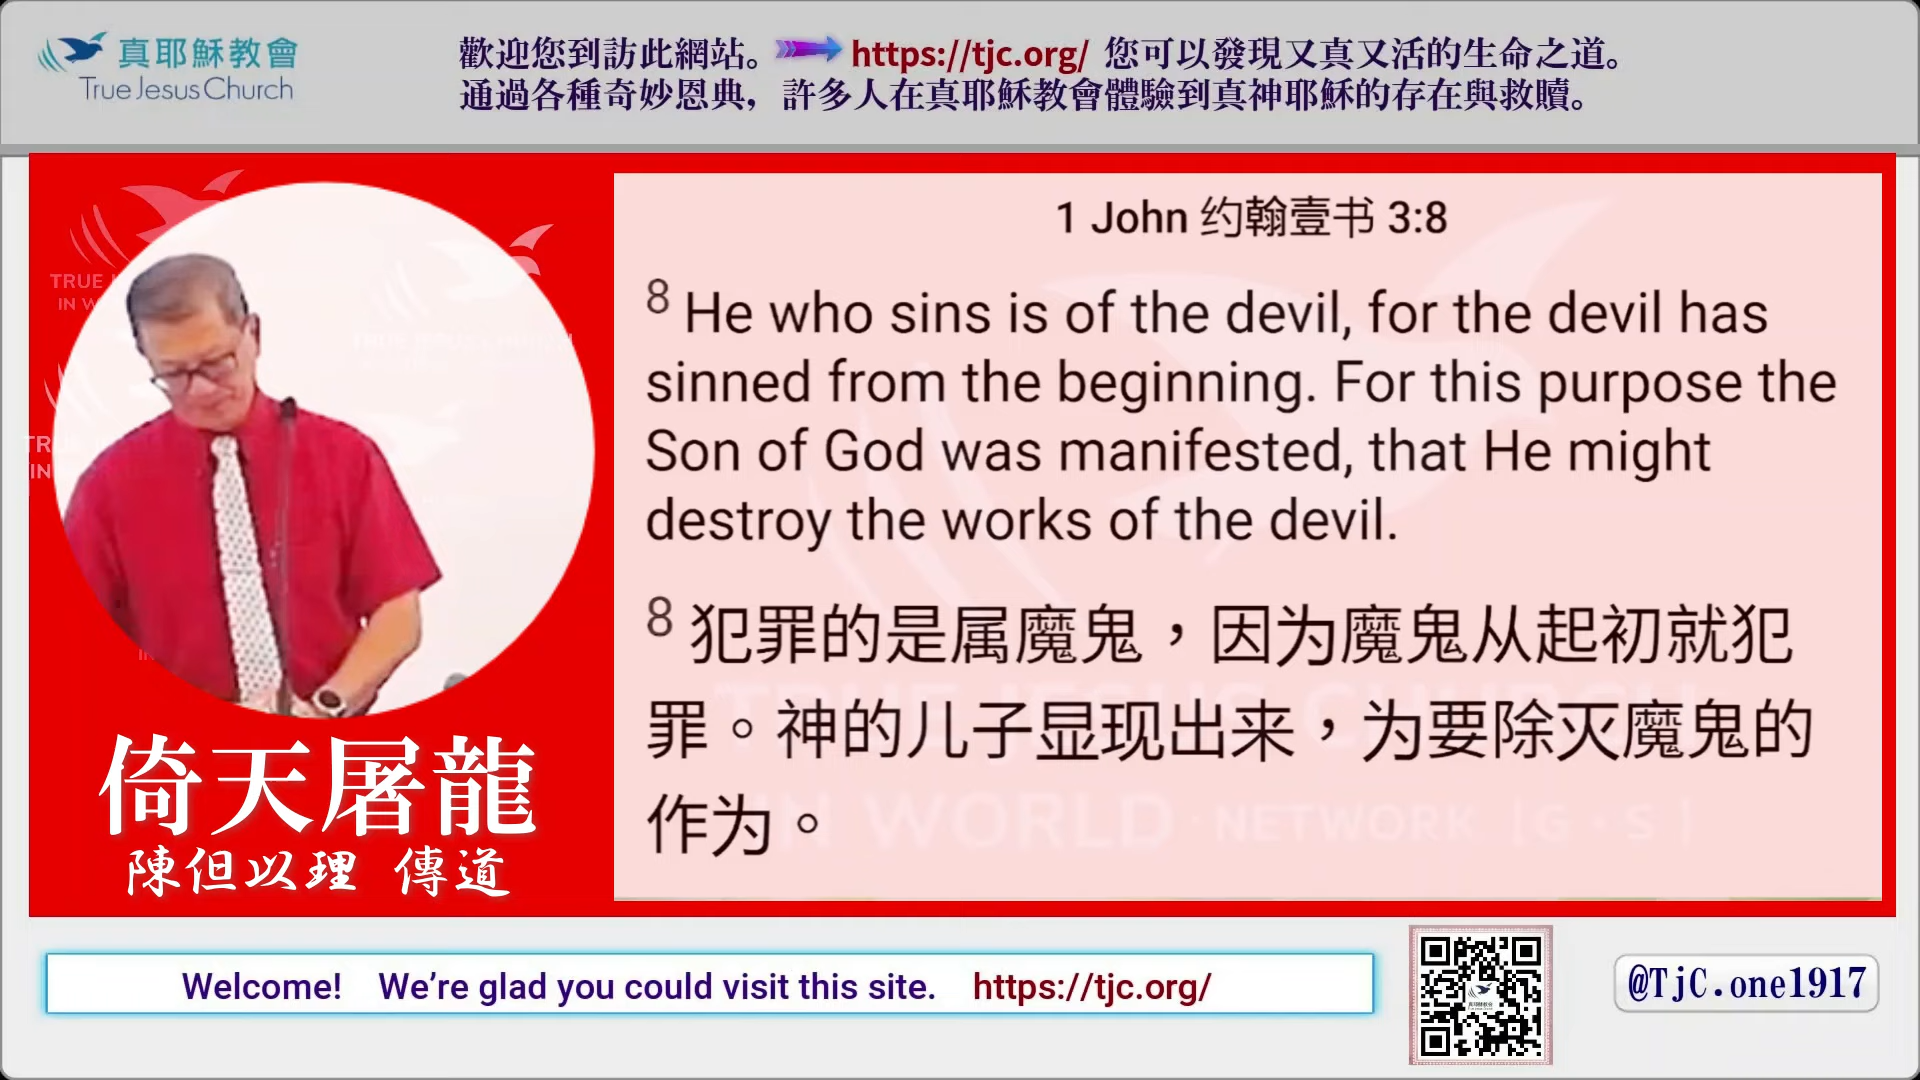 真耶穌教會
True Jesus Church
歡迎您到訪此網站。 https://tjc.org/ 您可以發現又真又活的生命之道。
通過各種奇妙恩典，許多人在真耶穌教會體驗到真神耶穌的存在與救贖。
1 John 约翰壹书 3:8
8 He who sins is of the devil, for the devil has
sinned from the beginning. For this purpose the
Son of God was manifested, that He might
destroy the works of the devil.
8 犯罪的是属魔鬼，因为魔鬼从起初就犯
罪。神的儿子显现出来，为要除灭魔鬼的
作为。
TRUE JESUS CHURCH
IN WORLD · NETWORK [G · S]
倚天屠龍
陳但以理 傳道
Welcome! We’re glad you could visit this site. https://tjc.org/
@TjC.one1917